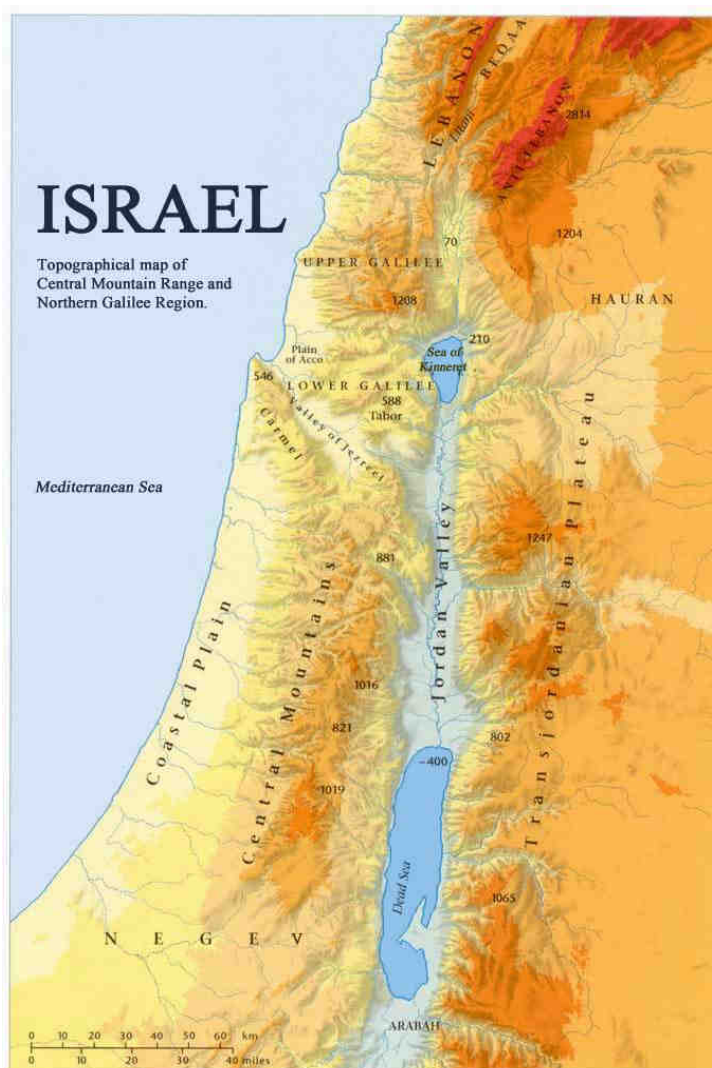 LEBANON
BEQAA
Litani
ANTI LEBANON
2814
ISRAEL
Topographical map of
Central Mountain Range and
Northern Galilee Region.
70
1204
UPPER GALILEE
1208
HAURAN
210
Sea of
Kinneret
Plain
of Acco
546
LOWER GALILEE
588
Tabor
Valley of Jezreel
Carmel
Mediterranean Sea
881
1247
Jordan Valley
Transjordanian Plateau
Coastal Plain
Central Mountains
1016
821
802
-400
1019
Dead Sea
1065
NEGEV
ARABAH
0 10 20 30 40 50 60 km
0 10 20 30 40 miles